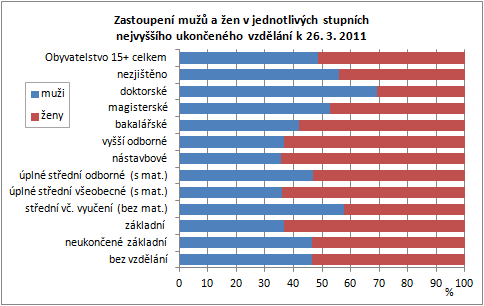 Zastoupení mužů a žen v jednotlivých stupních
nejvyššího ukončeného vzdělání k 26. 3. 2011
muži
ženy
Obyvatelstvo 15+ celkem
nezjištěno
doktorské
magisterské
bakalářské
vyšší odborné
nástavbové
úplné střední odborné (s mat.)
úplné střední všeobecné (s mat.)
střední vč. vyučení (bez mat.)
základní
neukončené základní
bez vzdělání
0 10 20 30 40 50 60 70 80 90 100
%